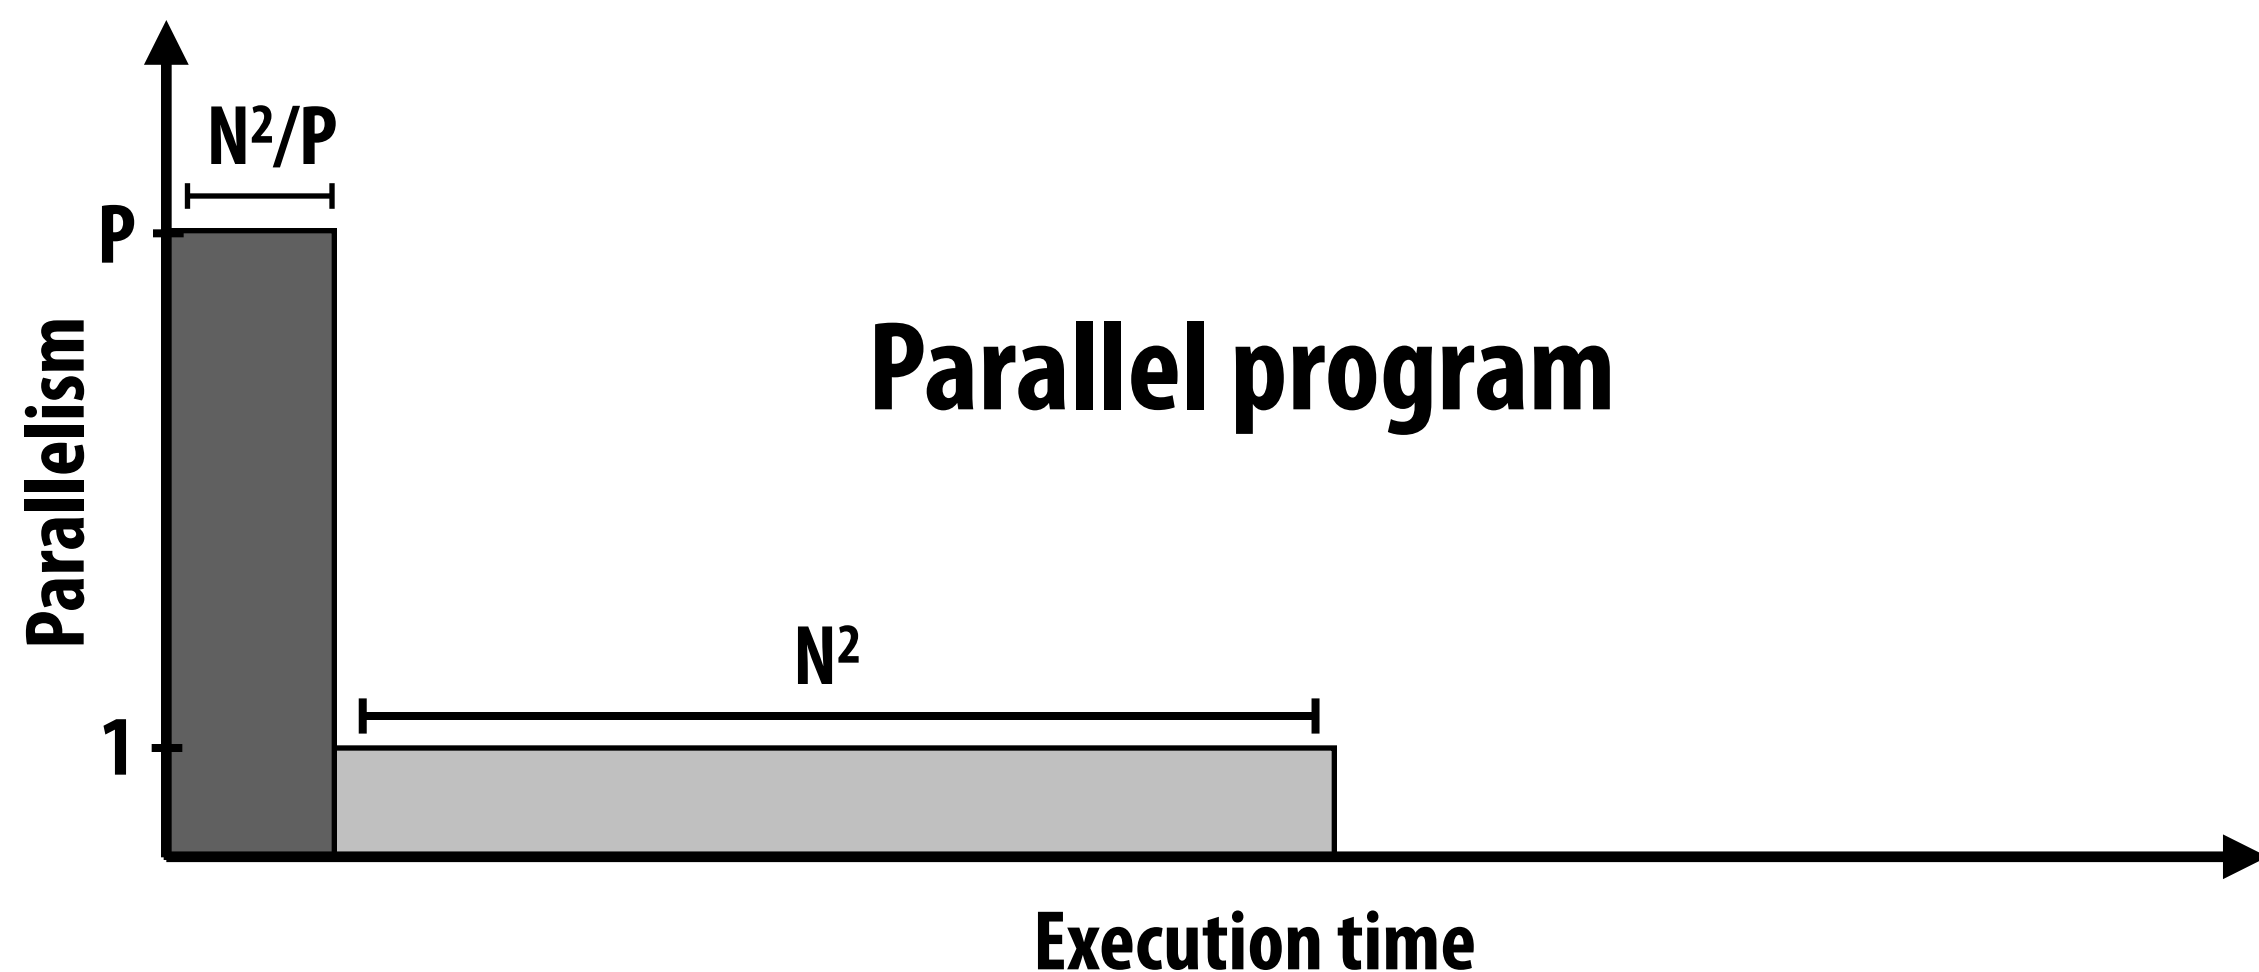 N²/P
P
Parallelism
Parallel program
N²
1
Execution time